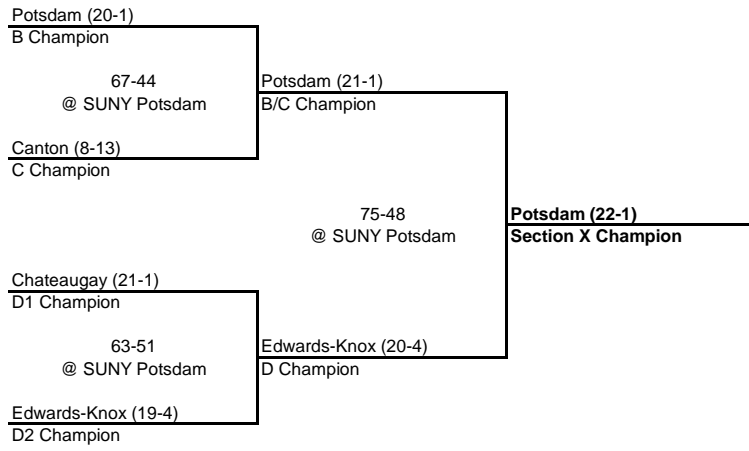 Potsdam (20-1)
B Champion
67-44
@ SUNY Potsdam
Potsdam (21-1)
B/C Champion
Canton (8-13)
C Champion
75-48
@ SUNY Potsdam
Potsdam (22-1)
Section X Champion
Chateaugay (21-1)
D1 Champion
63-51
@ SUNY Potsdam
Edwards-Knox (20-4)
D Champion
Edwards-Knox (19-4)
D2 Champion